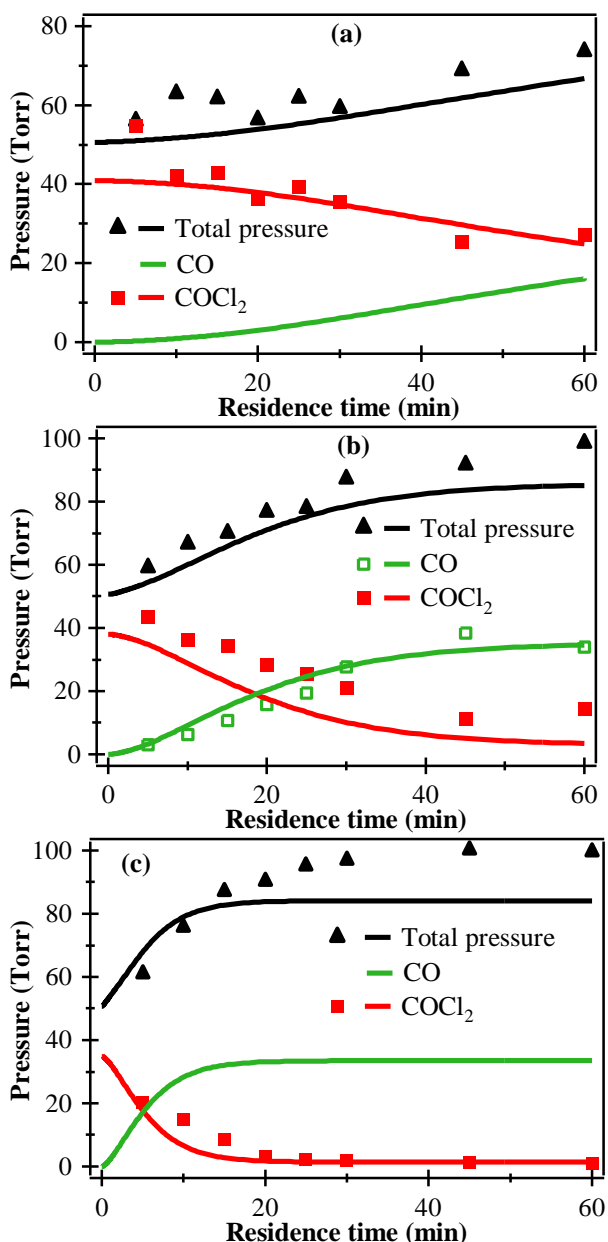 (a)
80
60
40
20
0
Pressure (Torr)
Total pressure
CO
COCl₂
0 20 40 60
Residence time (min)
(b)
100
80
60
40
20
0
Pressure (Torr)
Total pressure
CO
COCl₂
0 20 40 60
Residence time (min)
(c)
100
80
60
40
20
0
Pressure (Torr)
Total pressure
CO
COCl₂
0 20 40 60
Residence time (min)